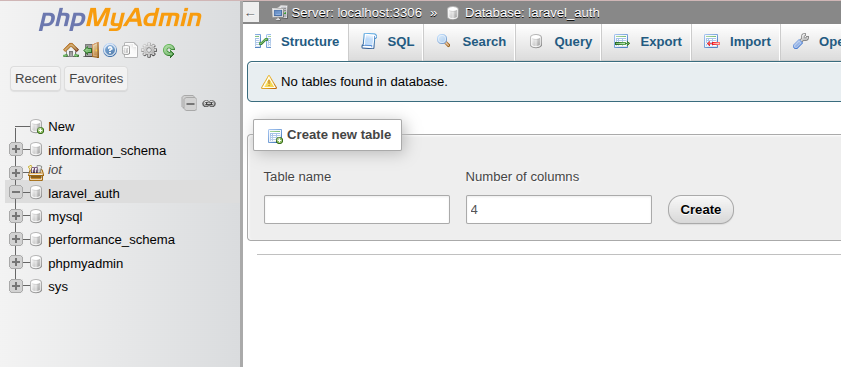 phpMyAdmin
Recent Favorites
New
information_schema
iot
laravel_auth
mysql
performance_schema
phpmyadmin
sys
← Server: localhost:3306 » Database: laravel_auth
Structure SQL Search Query Export Import Ope
No tables found in database.
Create new table
Table name Number of columns
4 Create